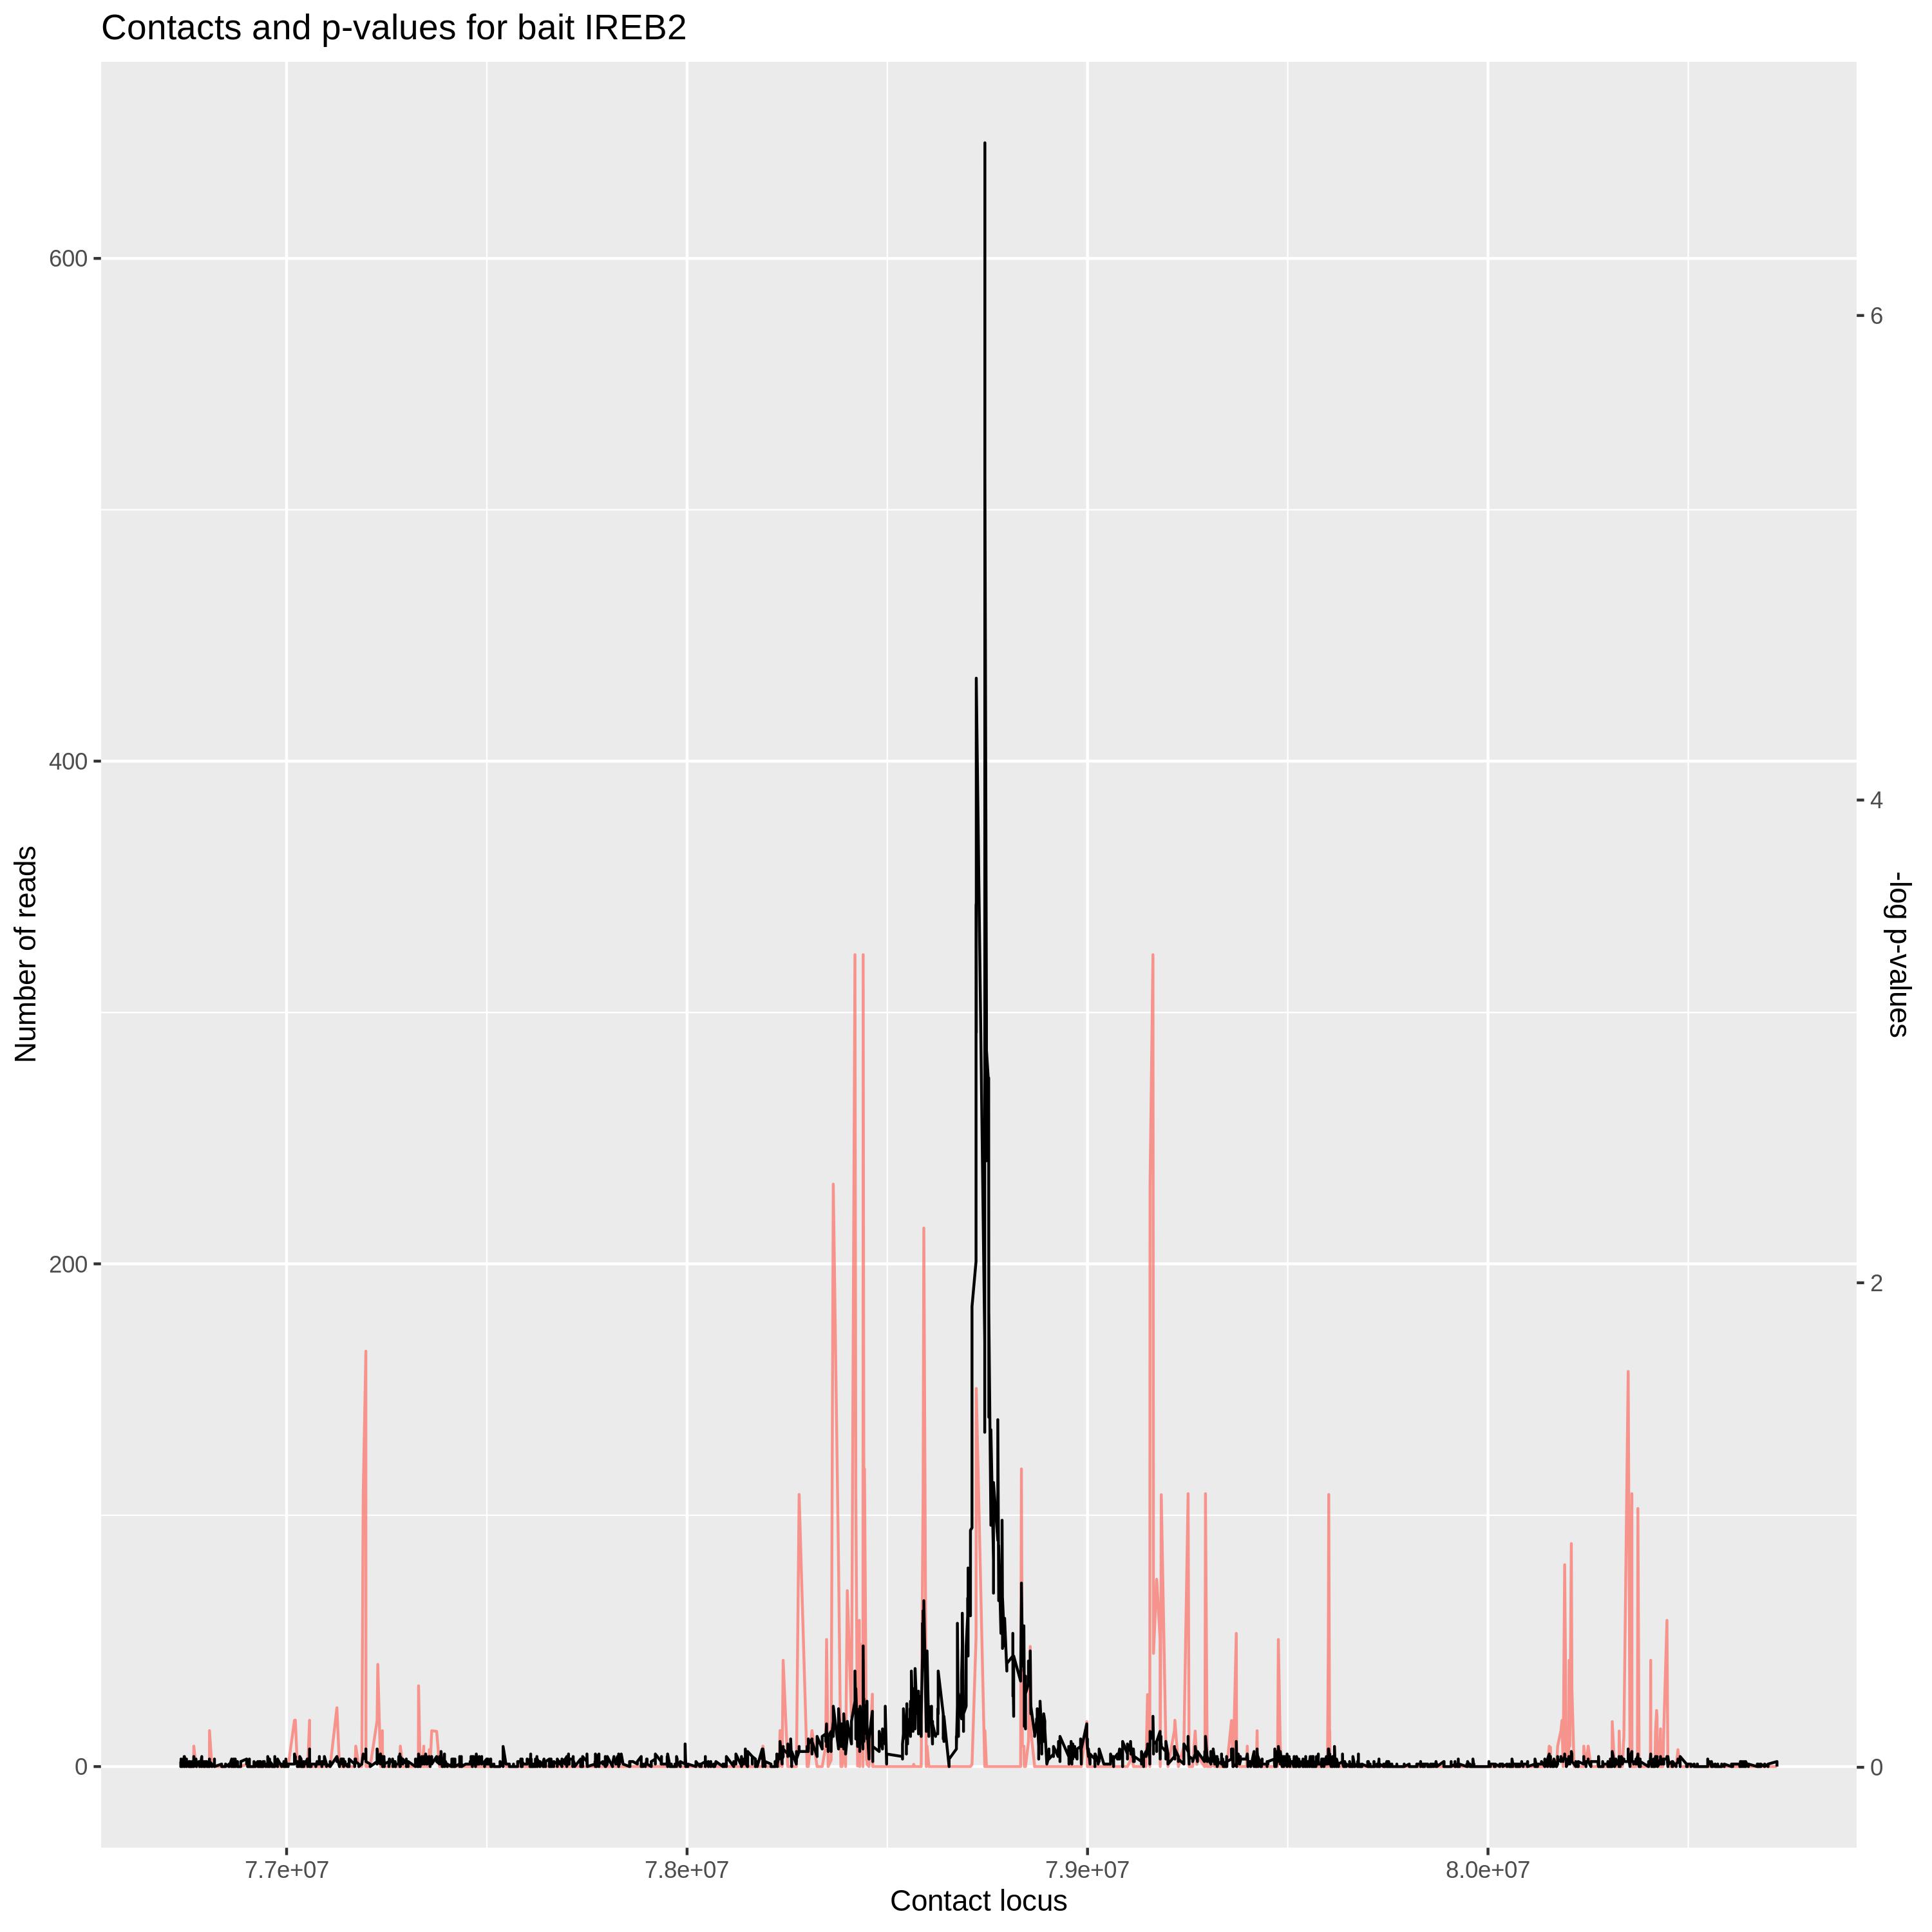 Contacts and p-values for bait IREB2
600
400
200
0
6
4
2
0
Number of reads
-log p-values
7.7e+07
7.8e+07
7.9e+07
8.0e+07
Contact locus